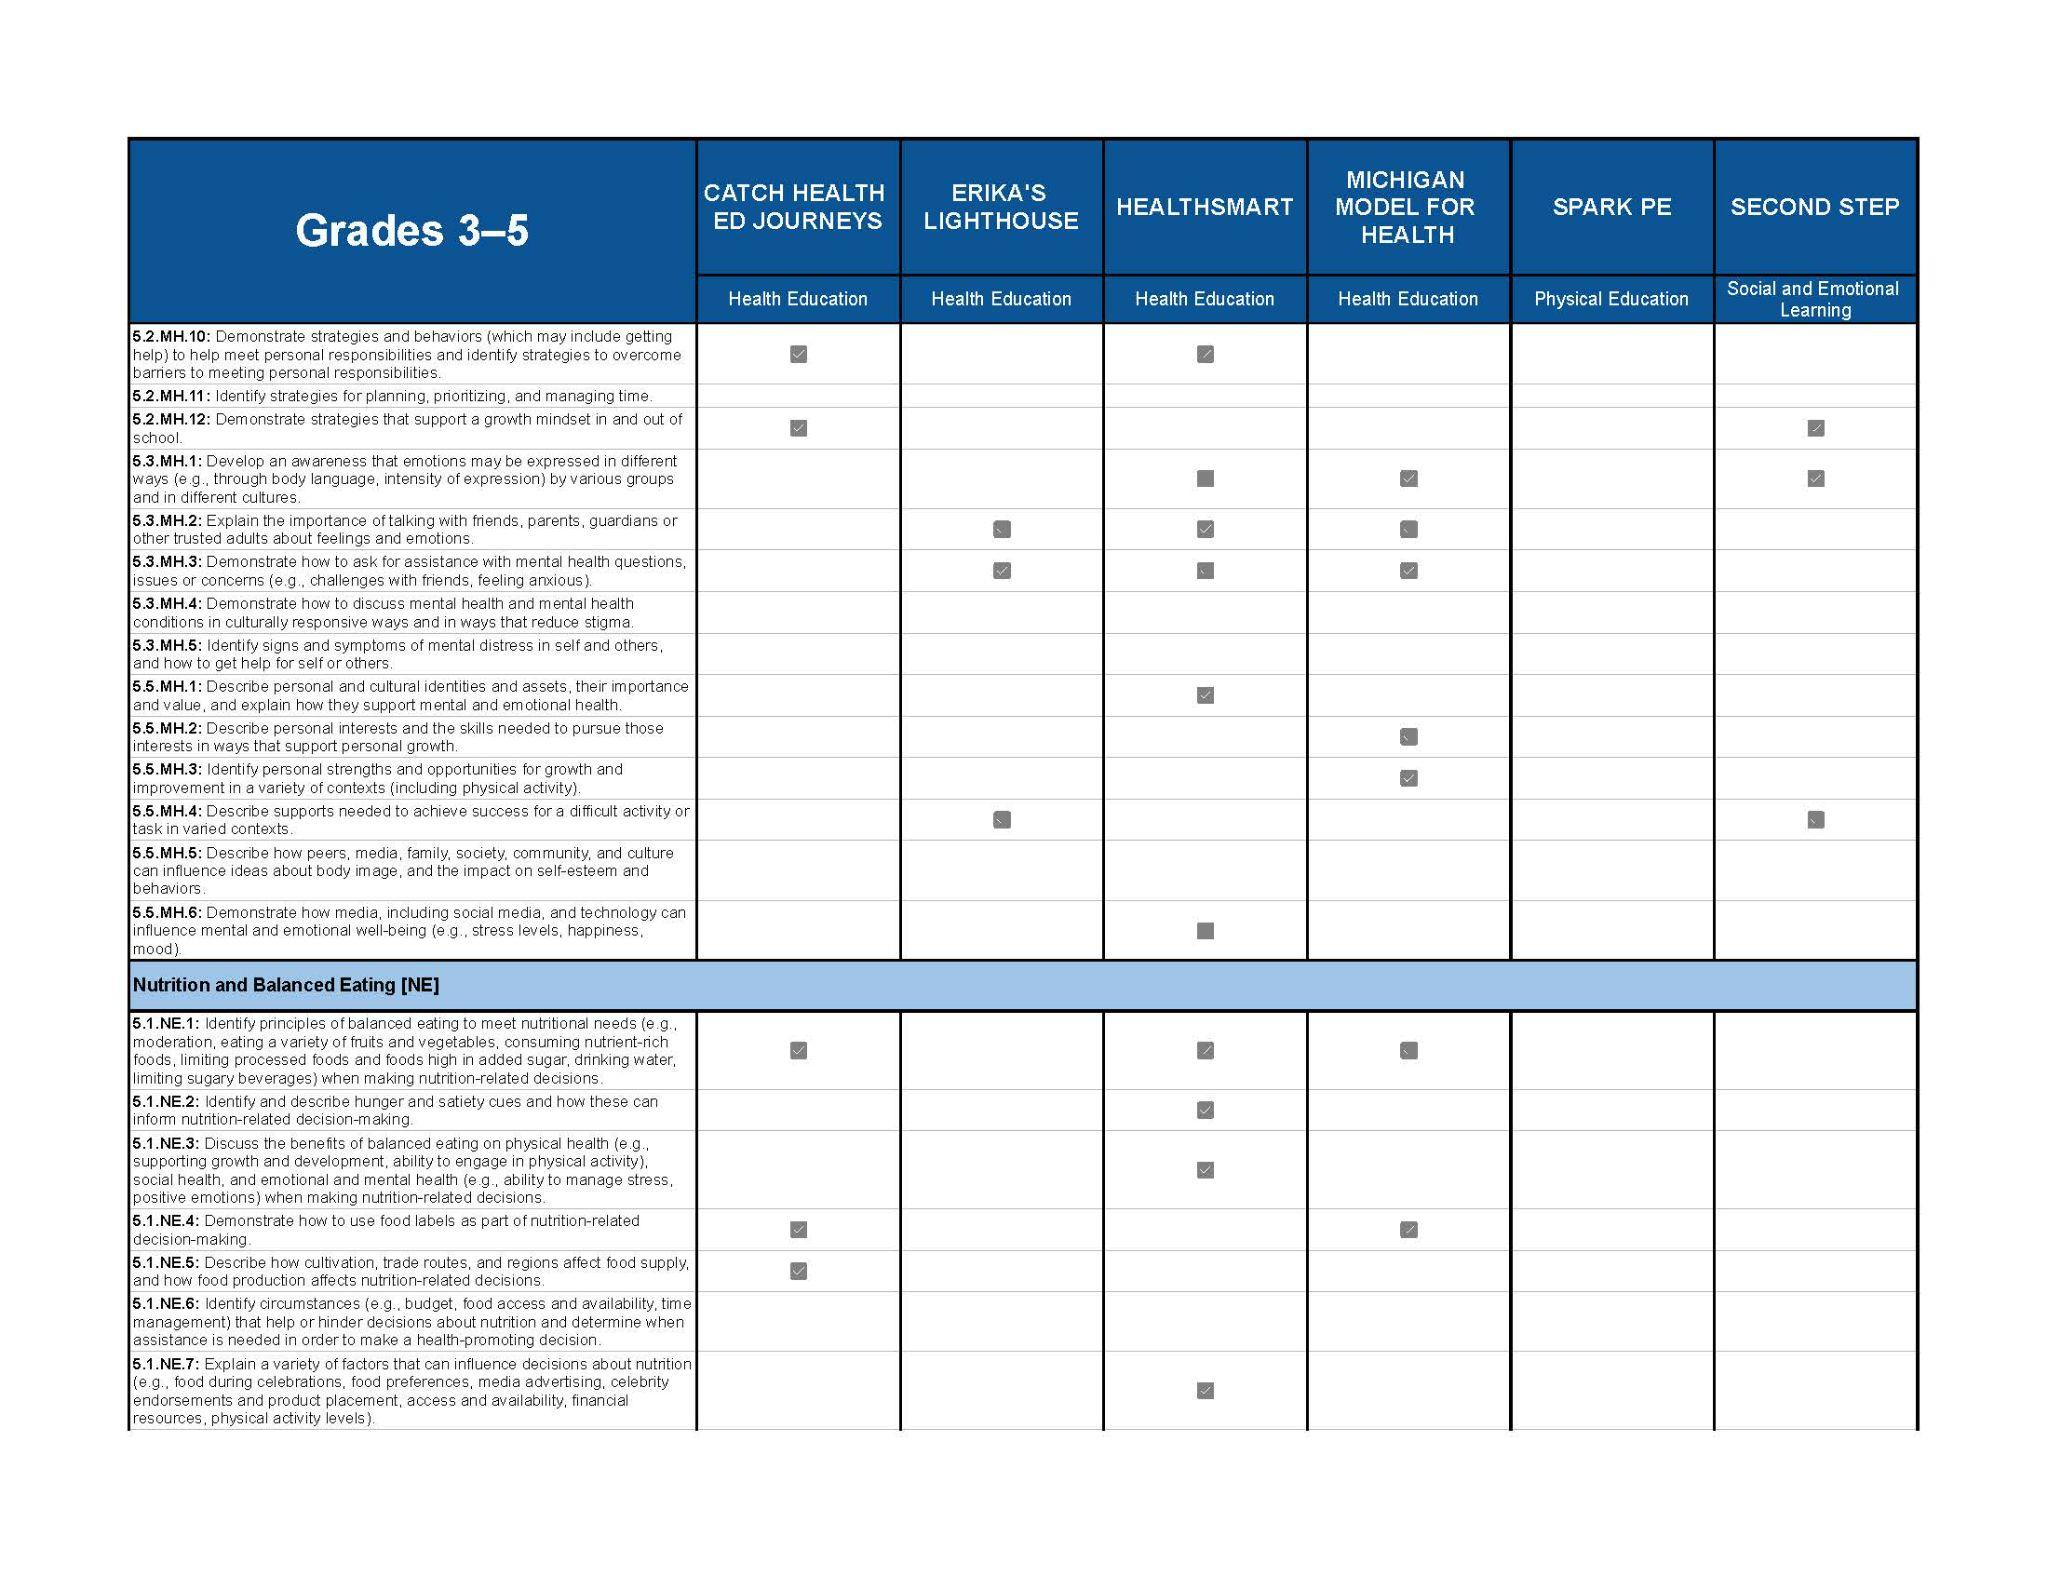 Grades 3–5
CATCH HEALTH
ED JOURNEYS
ERIKA'S
LIGHTHOUSE
HEALTHSMART
MICHIGAN
MODEL FOR
HEALTH
SPARK PE
SECOND STEP
Health Education
Health Education
Health Education
Health Education
Physical Education
Social and Emotional
Learning
5.2.MH.10: Demonstrate strategies and behaviors (which may include getting
help) to help meet personal responsibilities and identify strategies to overcome
barriers to meeting personal responsibilities.
5.2.MH.11: Identify strategies for planning, prioritizing, and managing time.
5.2.MH.12: Demonstrate strategies that support a growth mindset in and out of
school.
5.3.MH.1: Develop an awareness that emotions may be expressed in different
ways (e.g., through body language, intensity of expression) by various groups
and in different cultures.
5.3.MH.2: Explain the importance of talking with friends, parents, guardians or
other trusted adults about feelings and emotions.
5.3.MH.3: Demonstrate how to ask for assistance with mental health questions,
issues or concerns (e.g., challenges with friends, feeling anxious).
5.3.MH.4: Demonstrate how to discuss mental health and mental health
conditions in culturally responsive ways and in ways that reduce stigma.
5.3.MH.5: Identify signs and symptoms of mental distress in self and others,
and how to get help for self or others.
5.5.MH.1: Describe personal and cultural identities and assets, their importance
and value, and explain how they support mental and emotional health.
5.5.MH.2: Describe personal interests and the skills needed to pursue those
interests in ways that support personal growth.
5.5.MH.3: Identify personal strengths and opportunities for growth and
improvement in a variety of contexts (including physical activity).
5.5.MH.4: Describe supports needed to achieve success for a difficult activity or
task in varied contexts.
5.5.MH.5: Describe how peers, media, family, society, community, and culture
can influence ideas about body image, and the impact on self-esteem and
behaviors.
5.5.MH.6: Demonstrate how media, including social media, and technology can
influence mental and emotional well-being (e.g., stress levels, happiness,
mood).
Nutrition and Balanced Eating [NE]
5.1.NE.1: Identify principles of balanced eating to meet nutritional needs (e.g.,
moderation, eating a variety of fruits and vegetables, consuming nutrient-rich
foods, limiting processed foods and foods high in added sugar, drinking water,
limiting sugary beverages) when making nutrition-related decisions.
5.1.NE.2: Identify and describe hunger and satiety cues and how these can
inform nutrition-related decision-making.
5.1.NE.3: Discuss the benefits of balanced eating on physical health (e.g.,
supporting growth and development, ability to engage in physical activity),
social health, and emotional and mental health (e.g., ability to manage stress,
positive emotions) when making nutrition-related decisions.
5.1.NE.4: Demonstrate how to use food labels as part of nutrition-related
decision-making.
5.1.NE.5: Describe how cultivation, trade routes, and regions affect food supply,
and how food production affects nutrition-related decisions.
5.1.NE.6: Identify circumstances (e.g., budget, food access and availability, time
management) that help or hinder decisions about nutrition and determine when
assistance is needed in order to make a health-promoting decision.
5.1.NE.7: Explain a variety of factors that can influence decisions about nutrition
(e.g., food during celebrations, food preferences, media advertising, celebrity
endorsements and product placement, access and availability, financial
resources, physical activity levels).